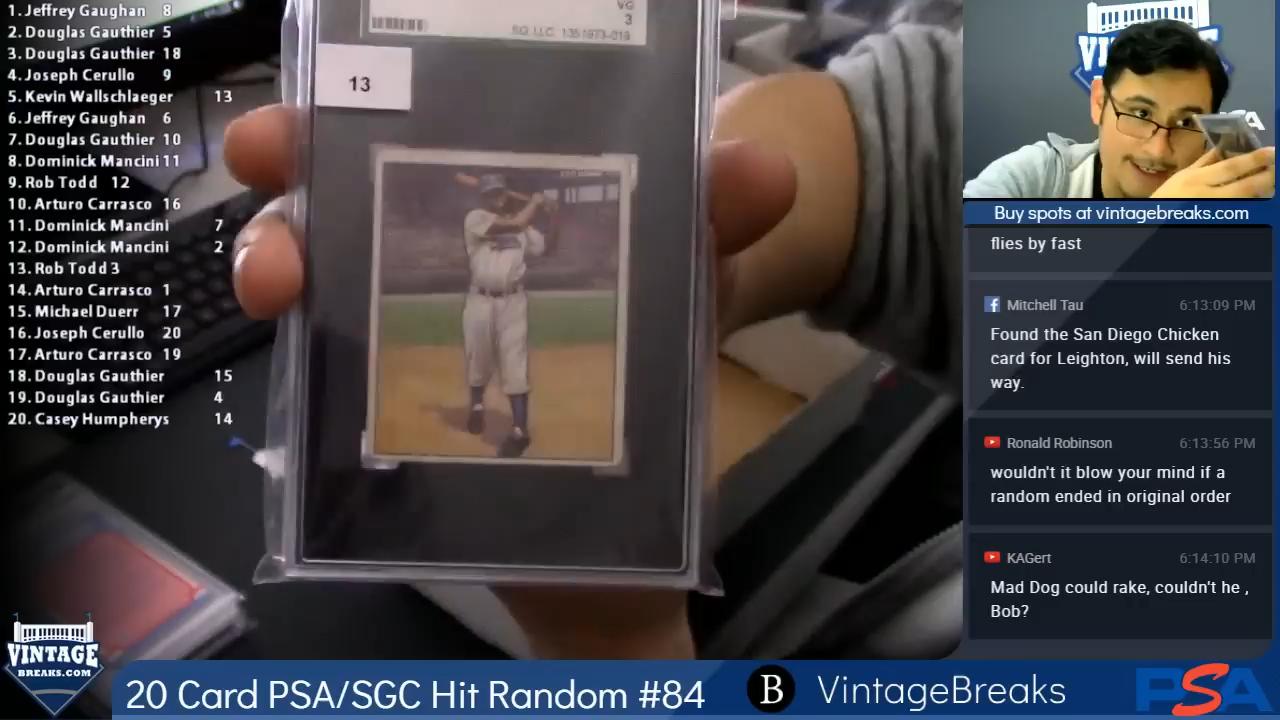 1. Jeffrey Gaughan 8
2. Douglas Gauthier 5
3. Douglas Gauthier 18
4. Joseph Cerullo 9
5. Kevin Wallschlaeger 13
6. Jeffrey Gaughan 6
7. Douglas Gauthier 10
8. Dominick Mancini 11
9. Rob Todd 12
10. Arturo Carrasco 16
11. Dominick Mancini 7
12. Dominick Mancini 2
13. Rob Todd 3
14. Arturo Carrasco 1
15. Michael Duerr 17
16. Joseph Cerullo 20
17. Arturo Carrasco 19
18. Douglas Gauthier 15
19. Douglas Gauthier 4
20. Casey Humpherys 14
VG
3
13
Buy spots at vintagebreaks.com
flies by fast
Mitchell Tau 6:13:09 PM
Found the San Diego Chicken
card for Leighton, will send his
way.
Ronald Robinson 6:13:56 PM
wouldn't it blow your mind if a
random ended in original order
KAGert 6:14:10 PM
Mad Dog could rake, couldn't he ,
Bob?
VINTAGE
BREAKS.COM
20 Card PSA/SGC Hit Random #84
B VintageBreaks
PSA